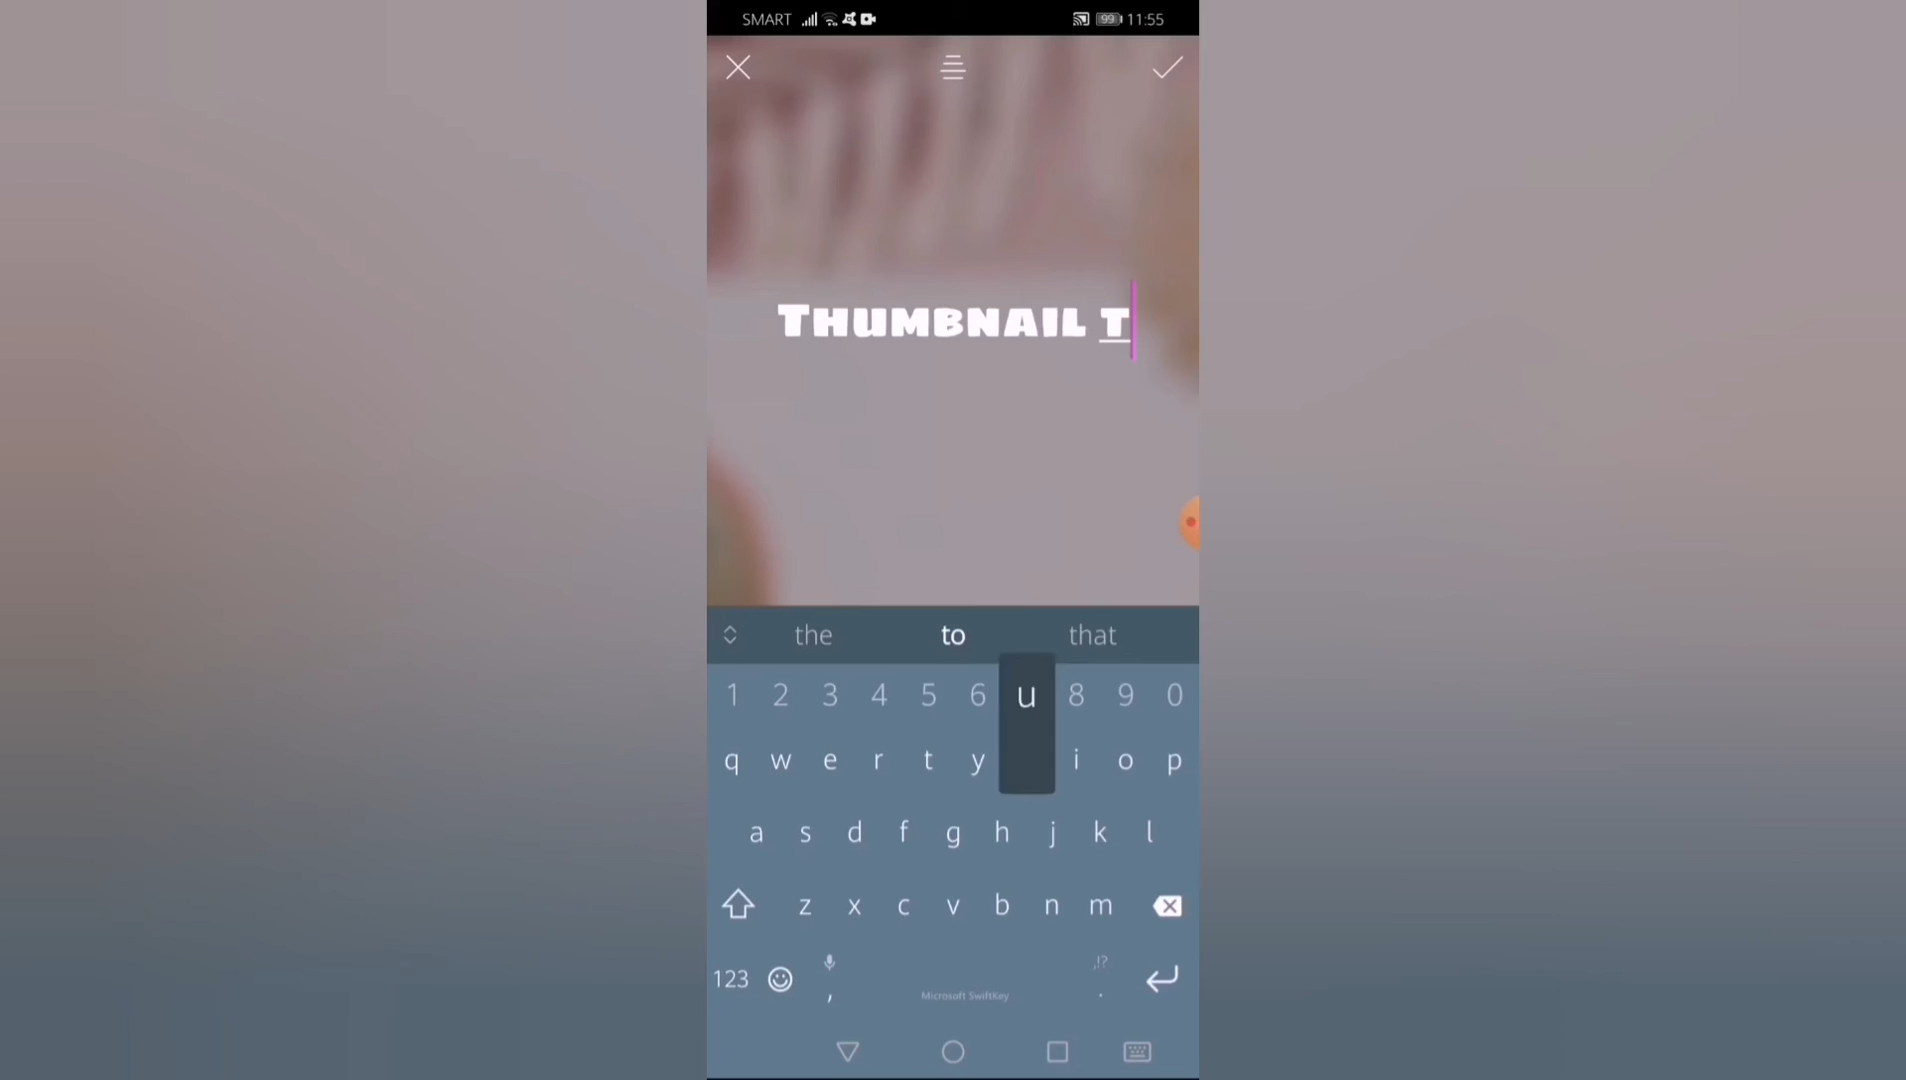 SMART 99 11:55
THUMBNAIL T
the to that
1 2 3 4 5 6 u 8 9 0
q w e r t y i o p
a s d f g h j k l
z x c v b n m
,!?
123 , Microsoft SwiftKey .